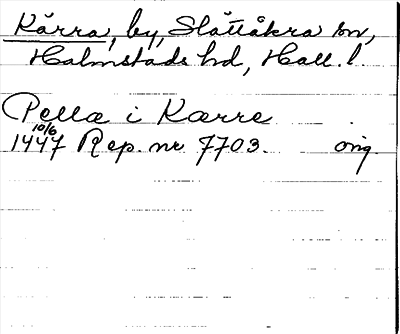 Kärra, by, Slättåkra sn,
Halmstads hd, Hall. l.
Pella i Kærre
10/6
1447 Rep. nr 7703. orig.